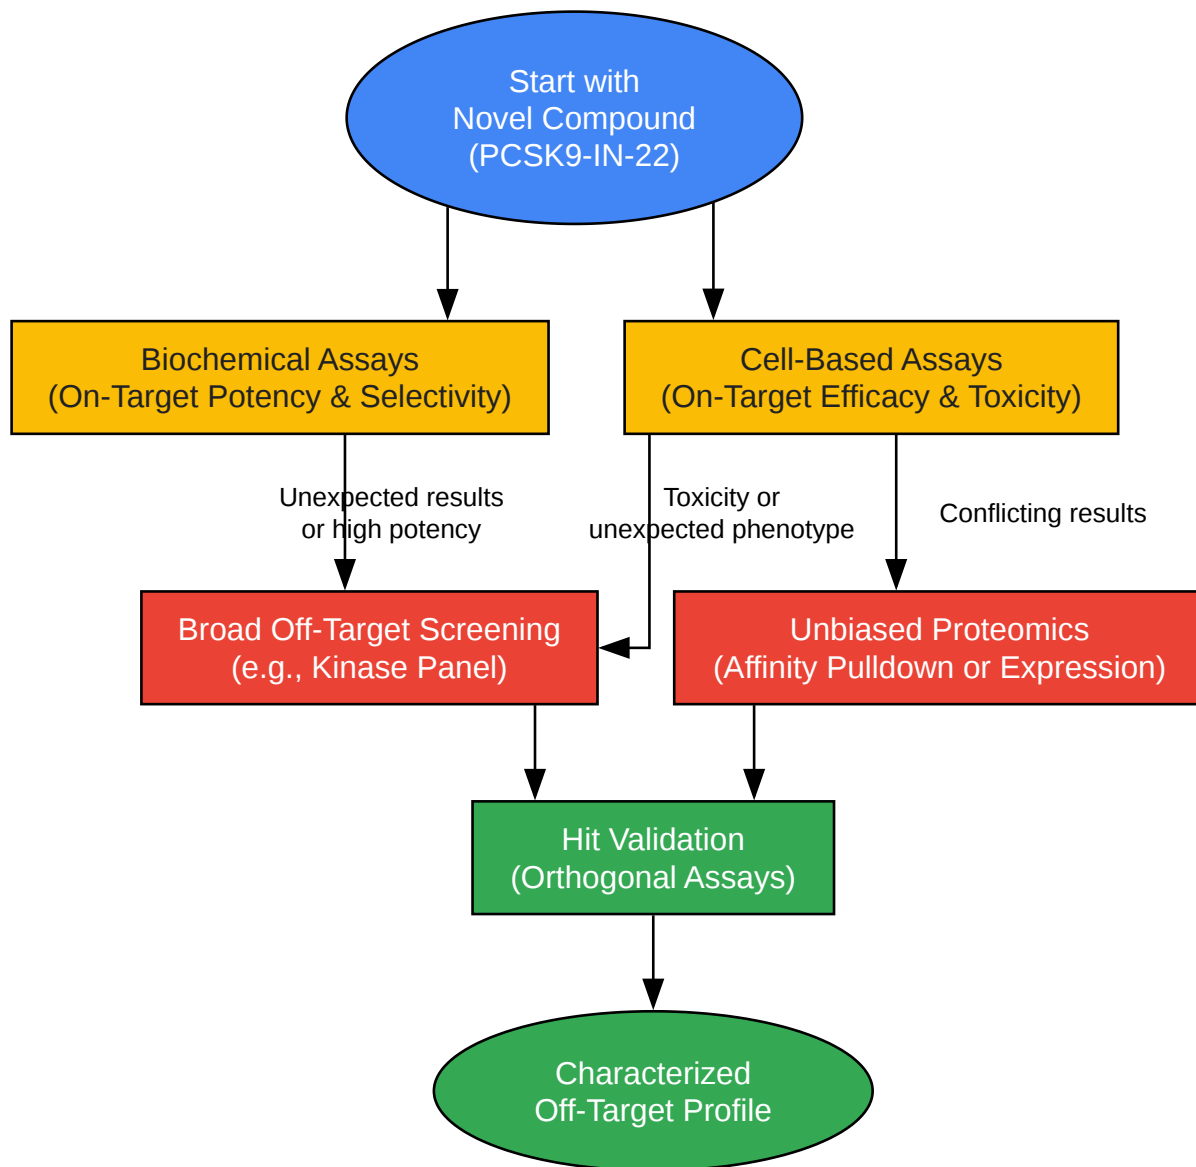 Start with
Novel Compound
(PCSK9-IN-22)
Biochemical Assays
(On-Target Potency & Selectivity)
Cell-Based Assays
(On-Target Efficacy & Toxicity)
Unexpected results
or high potency
Toxicity or
unexpected phenotype
Conflicting results
Broad Off-Target Screening
(e.g., Kinase Panel)
Unbiased Proteomics
(Affinity Pulldown or Expression)
Hit Validation
(Orthogonal Assays)
Characterized
Off-Target Profile